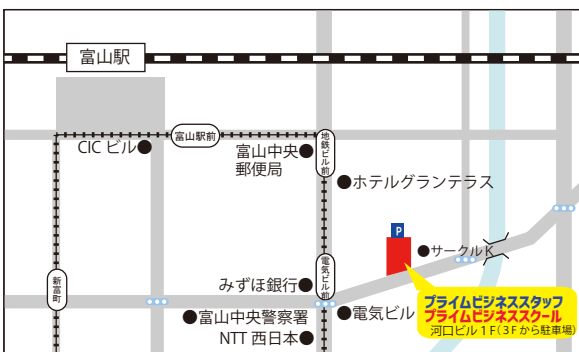 富山駅
富山駅前
CIC ビル
富山中央
郵便局
地鉄ビル前
ホテルグランテラス
P
サークルK
新富町
みずほ銀行
電気ビル前
プライムビジネススタッフ
プライムビジネススクール
河口ビル1F(3Fから駐車場)
富山中央警察署
電気ビル
NTT 西日本